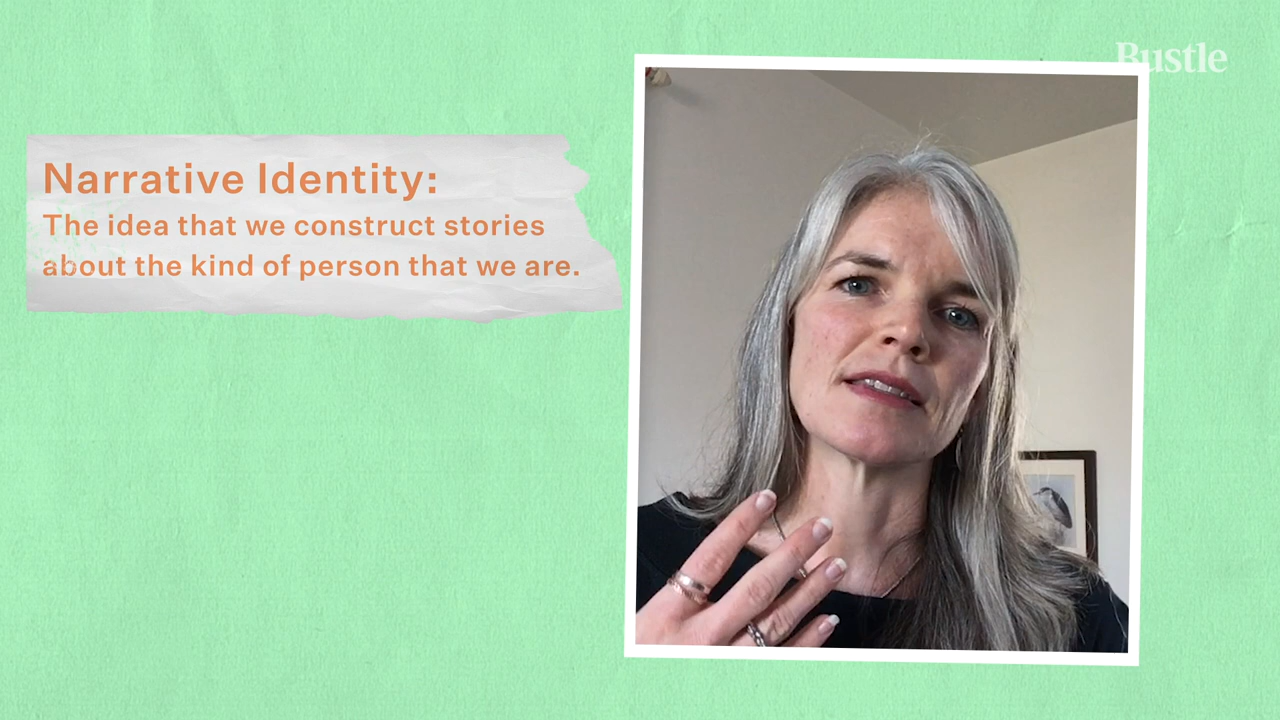 Bustle
Narrative Identity:
The idea that we construct stories
about the kind of person that we are.